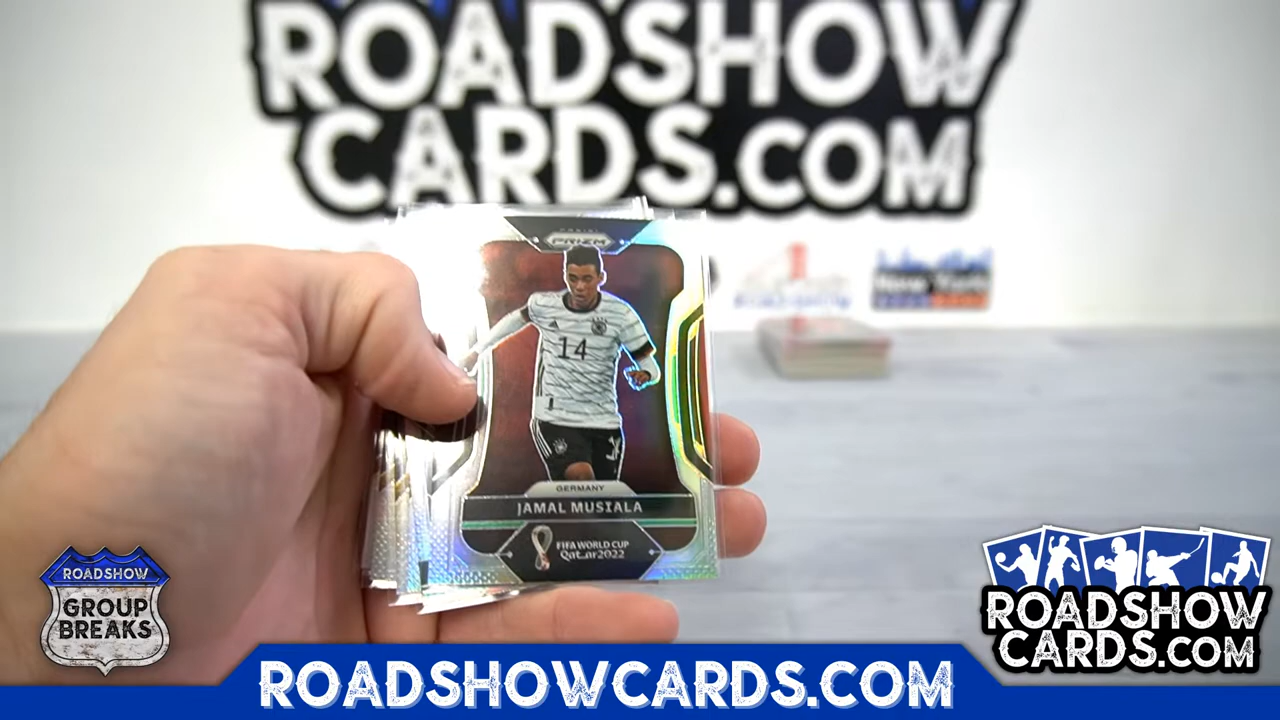 ROADSHOW
CARDS.COM
New York
PANINI
PRIZM
14
GERMANY
JAMAL MUSIALA
FIFA WORLD CUP
Qatar2022
ROADSHOW
GROUP
BREAKS
ROADSHOW
CARDS.COM
ROADSHOWCARDS.COM